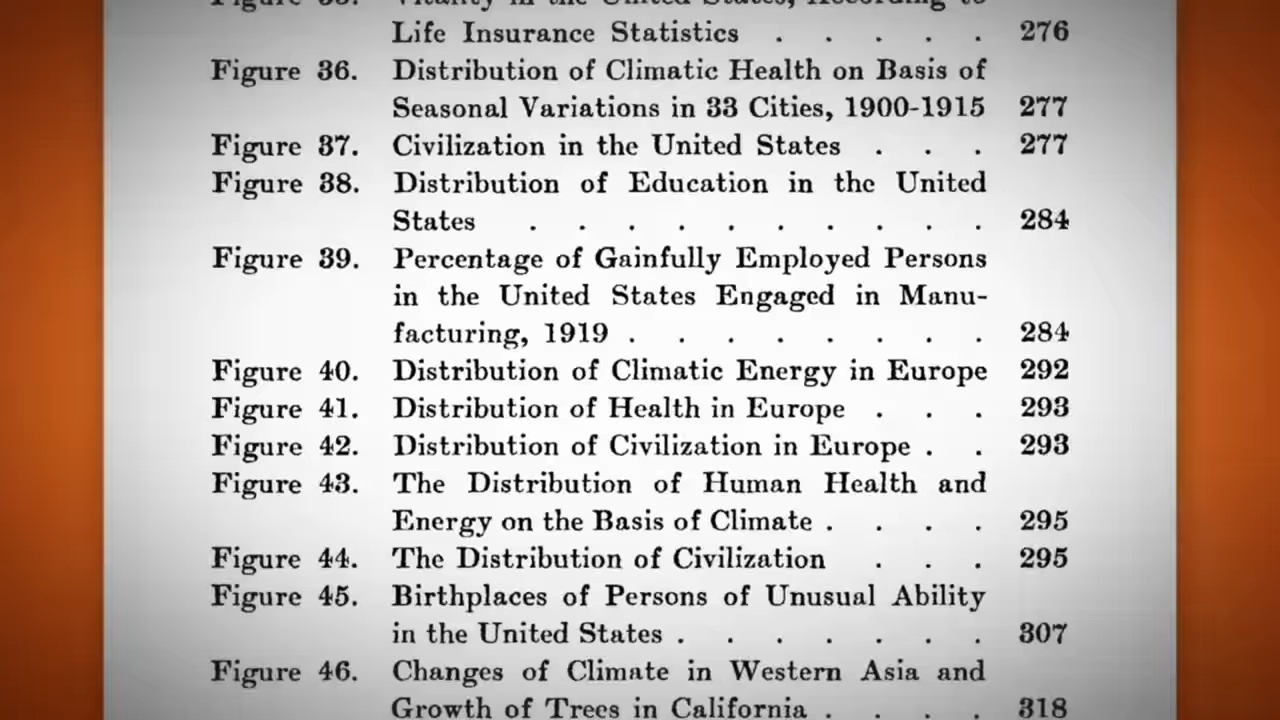 Life Insurance Statistics . . . . . 276
Figure 36. Distribution of Climatic Health on Basis of
Seasonal Variations in 33 Cities, 1900-1915 277
Figure 37. Civilization in the United States . . . 277
Figure 38. Distribution of Education in the United
States . . . . . . . . . . 284
Figure 39. Percentage of Gainfully Employed Persons
in the United States Engaged in Manu-
facturing, 1919 . . . . . . . . 284
Figure 40. Distribution of Climatic Energy in Europe 292
Figure 41. Distribution of Health in Europe . . . 293
Figure 42. Distribution of Civilization in Europe . . 293
Figure 43. The Distribution of Human Health and
Energy on the Basis of Climate . . . . 295
Figure 44. The Distribution of Civilization . . . 295
Figure 45. Birthplaces of Persons of Unusual Ability
in the United States . . . . . . . 307
Figure 46. Changes of Climate in Western Asia and
Growth of Trees in California . . . . 318